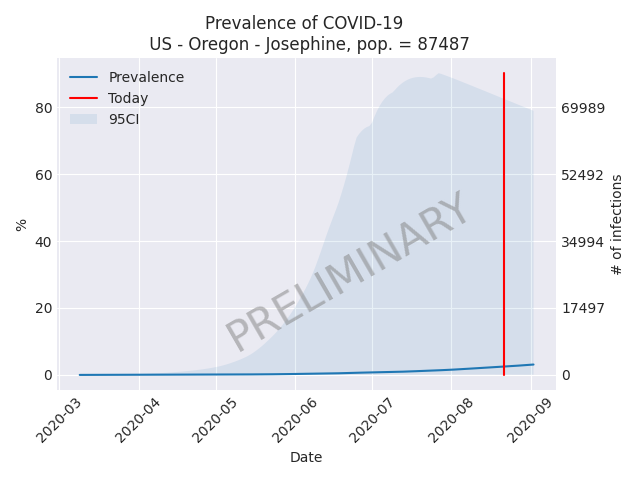 Prevalence of COVID-19
US - Oregon - Josephine, pop. = 87487
Prevalence
Today
95CI
%
80
60
40
20
0
69989
52492
34994
17497
0
# of infections
PRELIMINARY
2020-03
2020-04
2020-05
2020-06
2020-07
2020-08
2020-09
Date